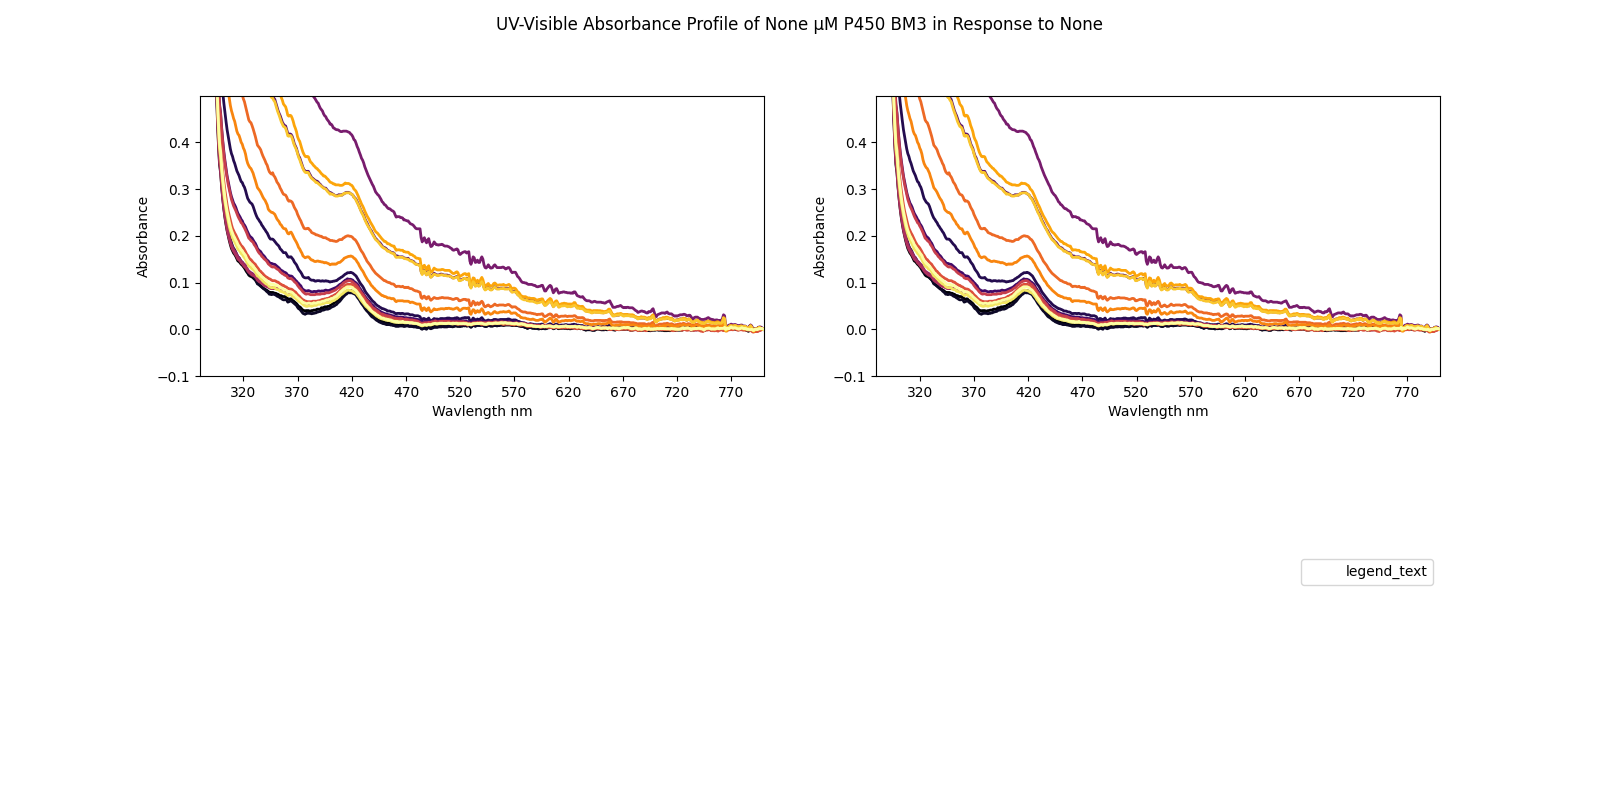 UV-Visible Absorbance Profile of None μM P450 BM3 in Response to None
Absorbance
0.4
0.3
0.2
0.1
0.0
−0.1
320 370 420 470 520 570 620 670 720 770
Wavlength nm
Absorbance
0.4
0.3
0.2
0.1
0.0
−0.1
320 370 420 470 520 570 620 670 720 770
Wavlength nm
legend_text